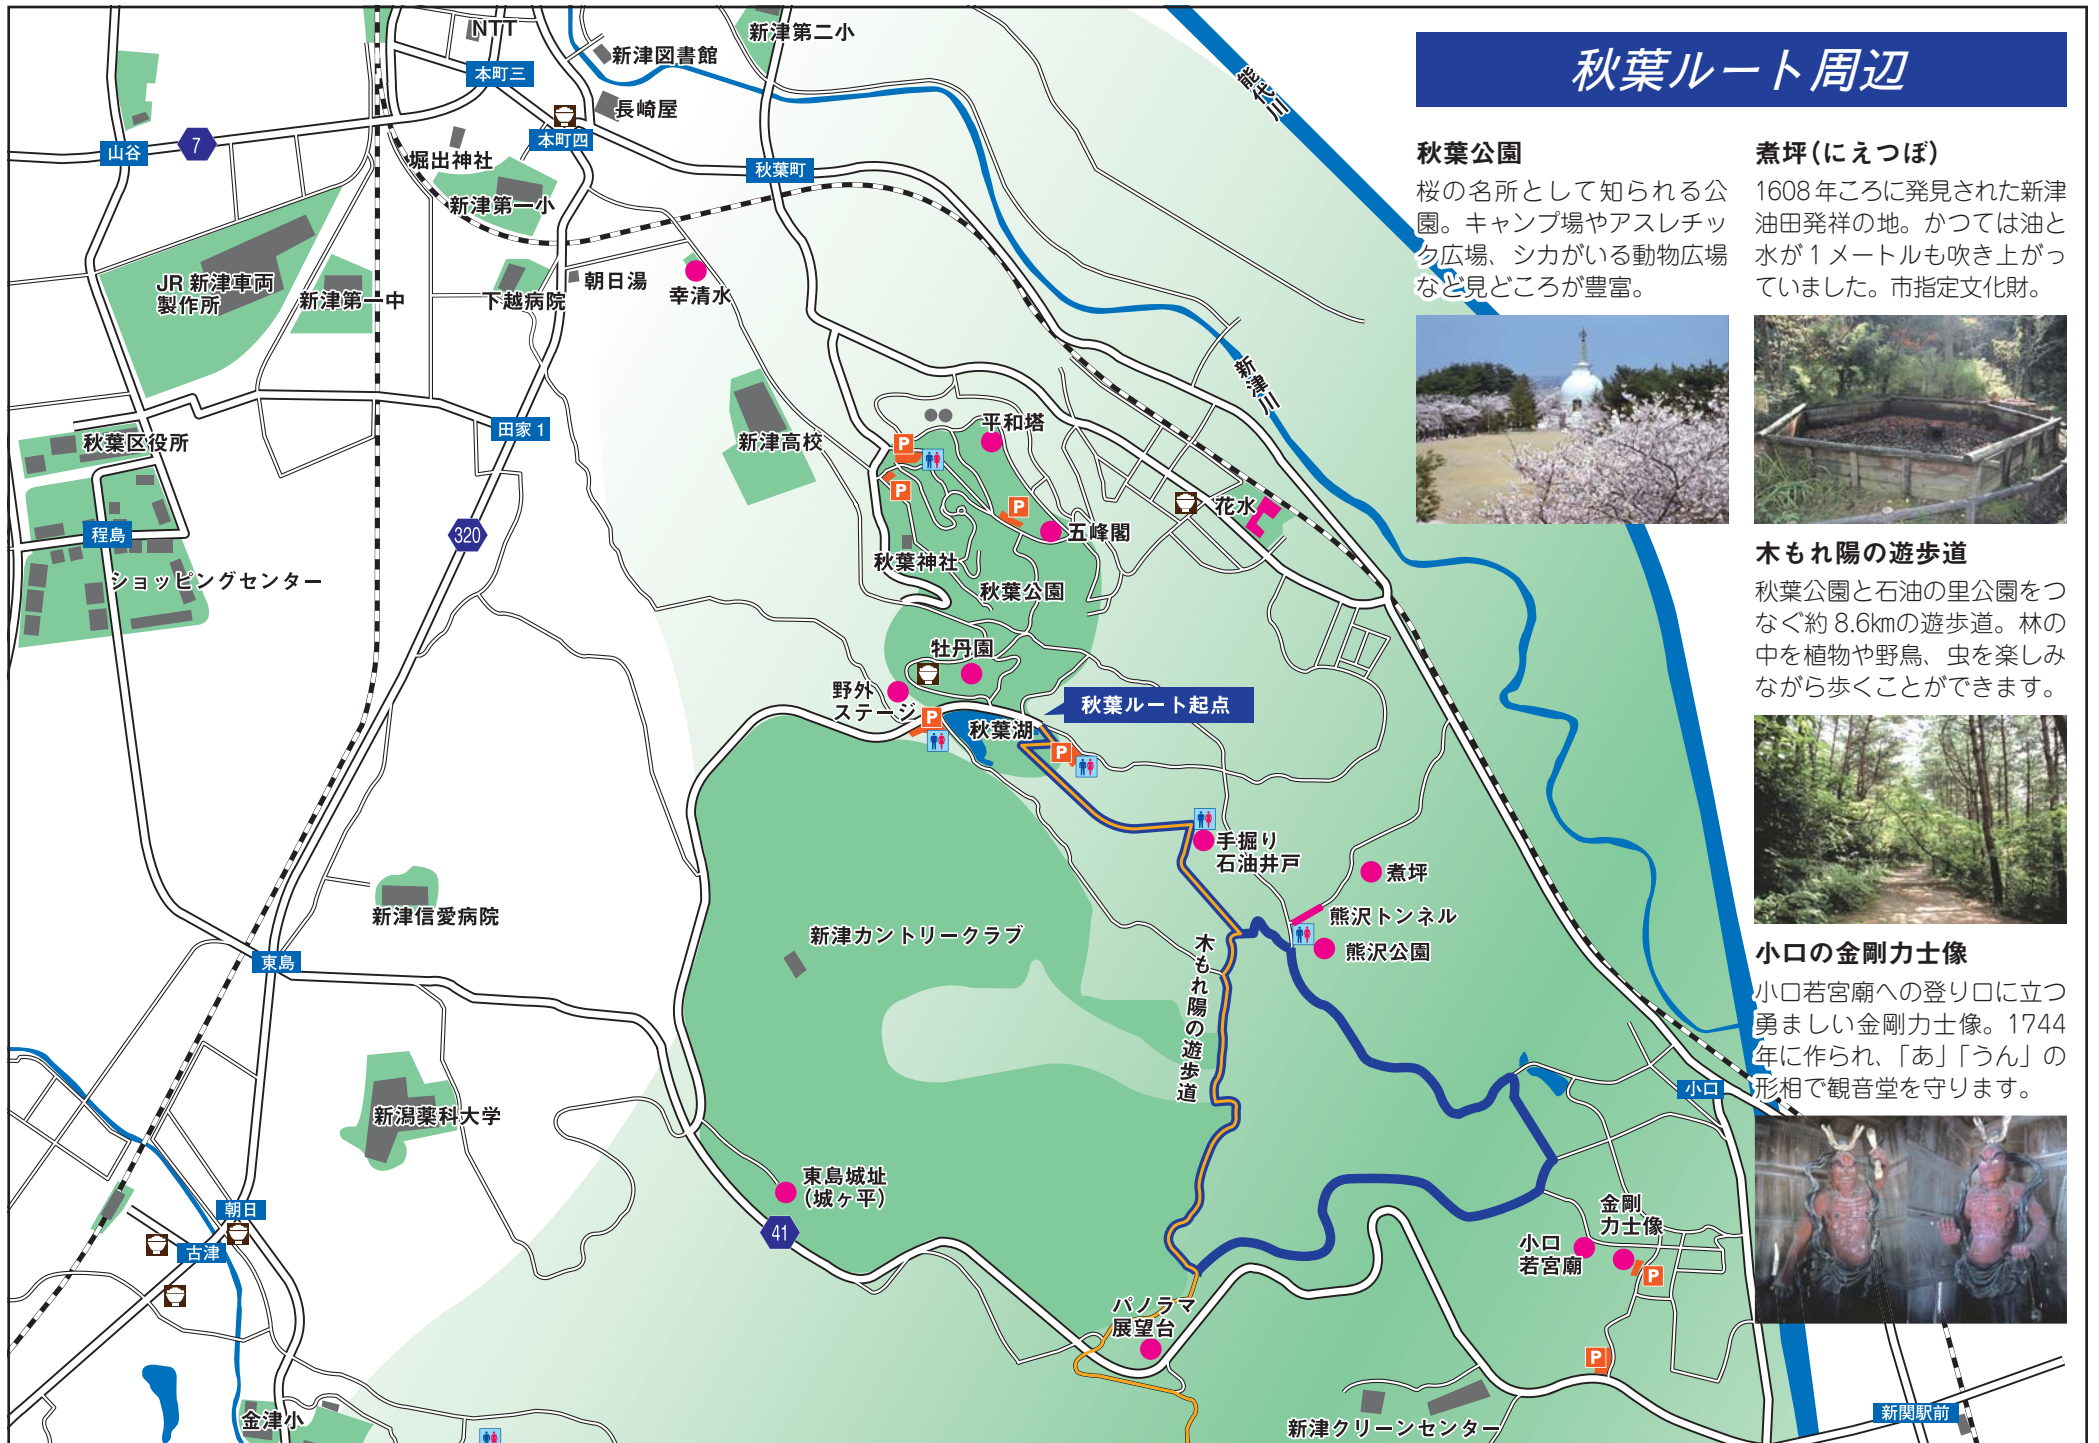 秋葉ルート周辺
秋葉公園
桜の名所として知られる公
園。キャンプ場やアスレチッ
ク広場、シカがいる動物広場
など見どころが豊富。
煮坪(にえつぼ)
1608年ころに発見された新津
油田発祥の地。かつては油と
水が1メートルも吹き上がっ
ていました。市指定文化財。
木もれ陽の遊歩道
秋葉公園と石油の里公園をつ
なぐ約8.6㎞の遊歩道。林の
中を植物や野鳥、虫を楽しみ
ながら歩くことができます。
小口の金剛力士像
小口若宮廟への登り口に立つ
勇ましい金剛力士像。1744
年に作られ、「あ」「うん」の
形相で観音堂を守ります。
NTT
新津図書館
新津第二小
本町三
長崎屋
本町四
山谷
7
堀出神社
秋葉町
新津第一小
熊代川
JR新津車両
製作所
新津第一中
下越病院
朝日湯
幸清水
新津川
田家1
秋葉区役所
新津高校
平和塔
P
P
P
花水
五峰閣
程島
320
ショッピングセンター
秋葉神社
秋葉公園
牡丹園
野外
ステージ
P
秋葉湖
秋葉ルート起点
P
手掘り
石油井戸
煮坪
熊沢トンネル
熊沢公園
新津信愛病院
東島
新津カントリークラブ
木もれ陽の遊歩道
小口
新潟薬科大学
東島城址
(城ヶ平)
41
朝日
古津
金剛
力士像
小口
若宮廟
P
パノラマ
展望台
P
金津小
新津クリーンセンター
新関駅前